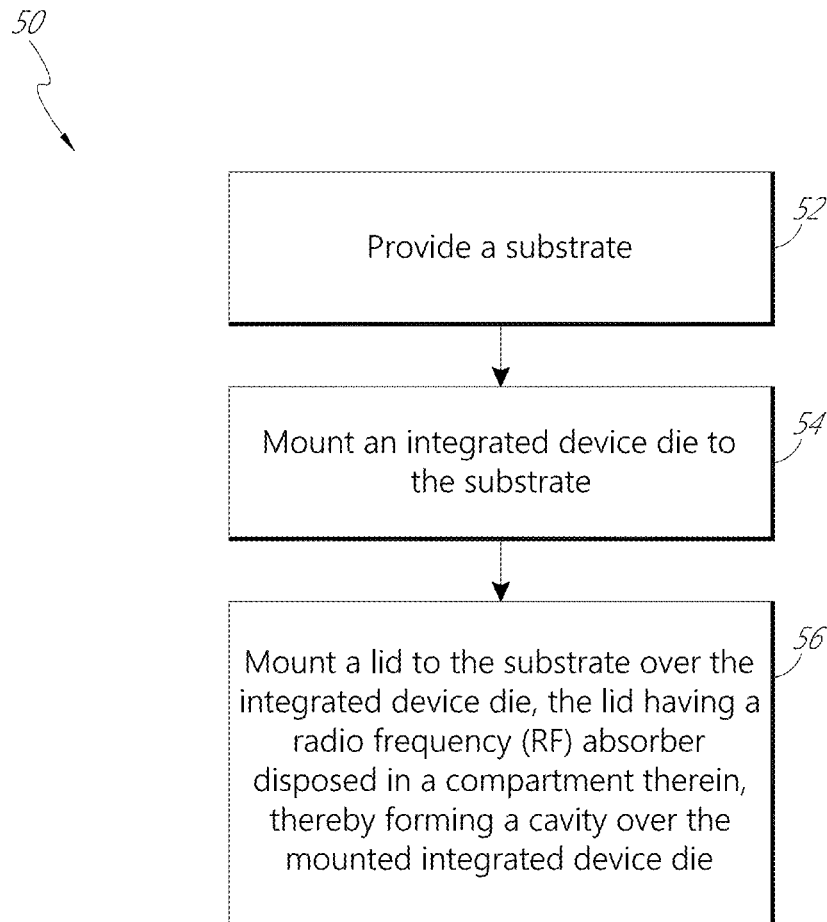 50
52
Provide a substrate
54
Mount an integrated device die to
the substrate
56
Mount a lid to the substrate over the
integrated device die, the lid having a
radio frequency (RF) absorber
disposed in a compartment therein,
thereby forming a cavity over the
mounted integrated device die